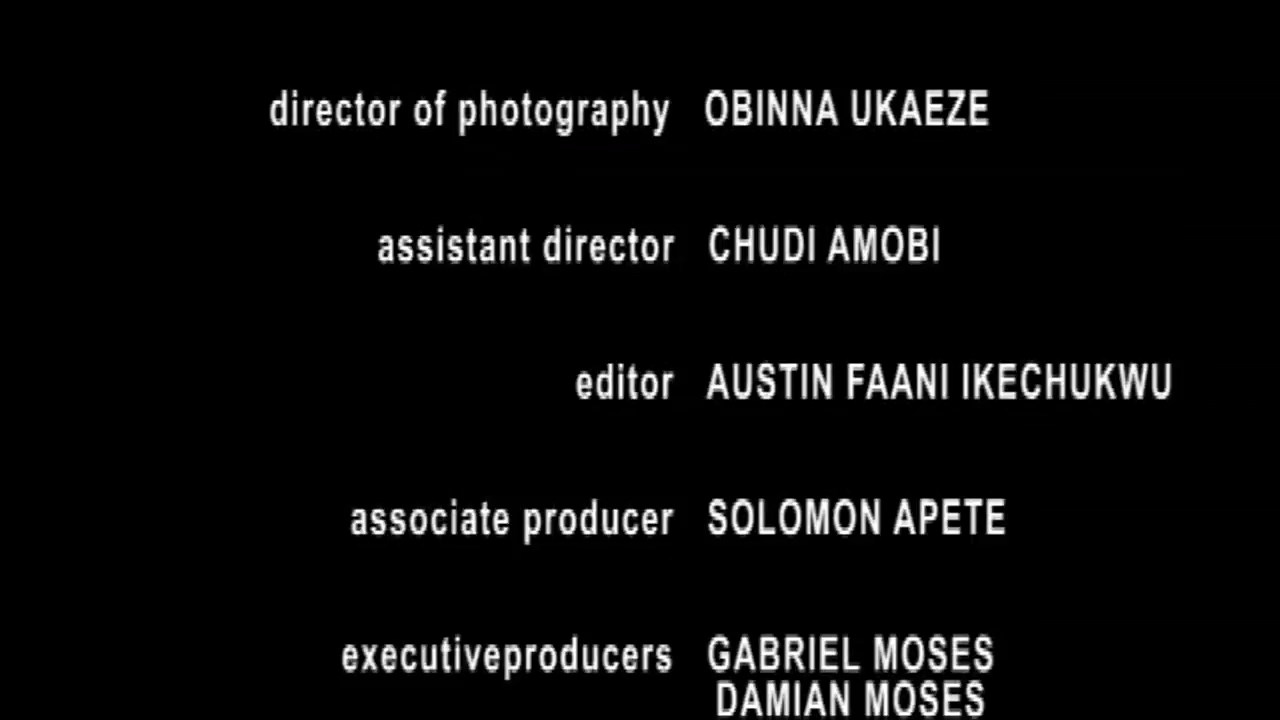 director of photography OBINNA UKAEZE
assistant director CHUDI AMOBI
editor AUSTIN FAANI IKECHUKWU
associate producer SOLOMON APETE
executiveproducers GABRIEL MOSES
DAMIAN MOSES